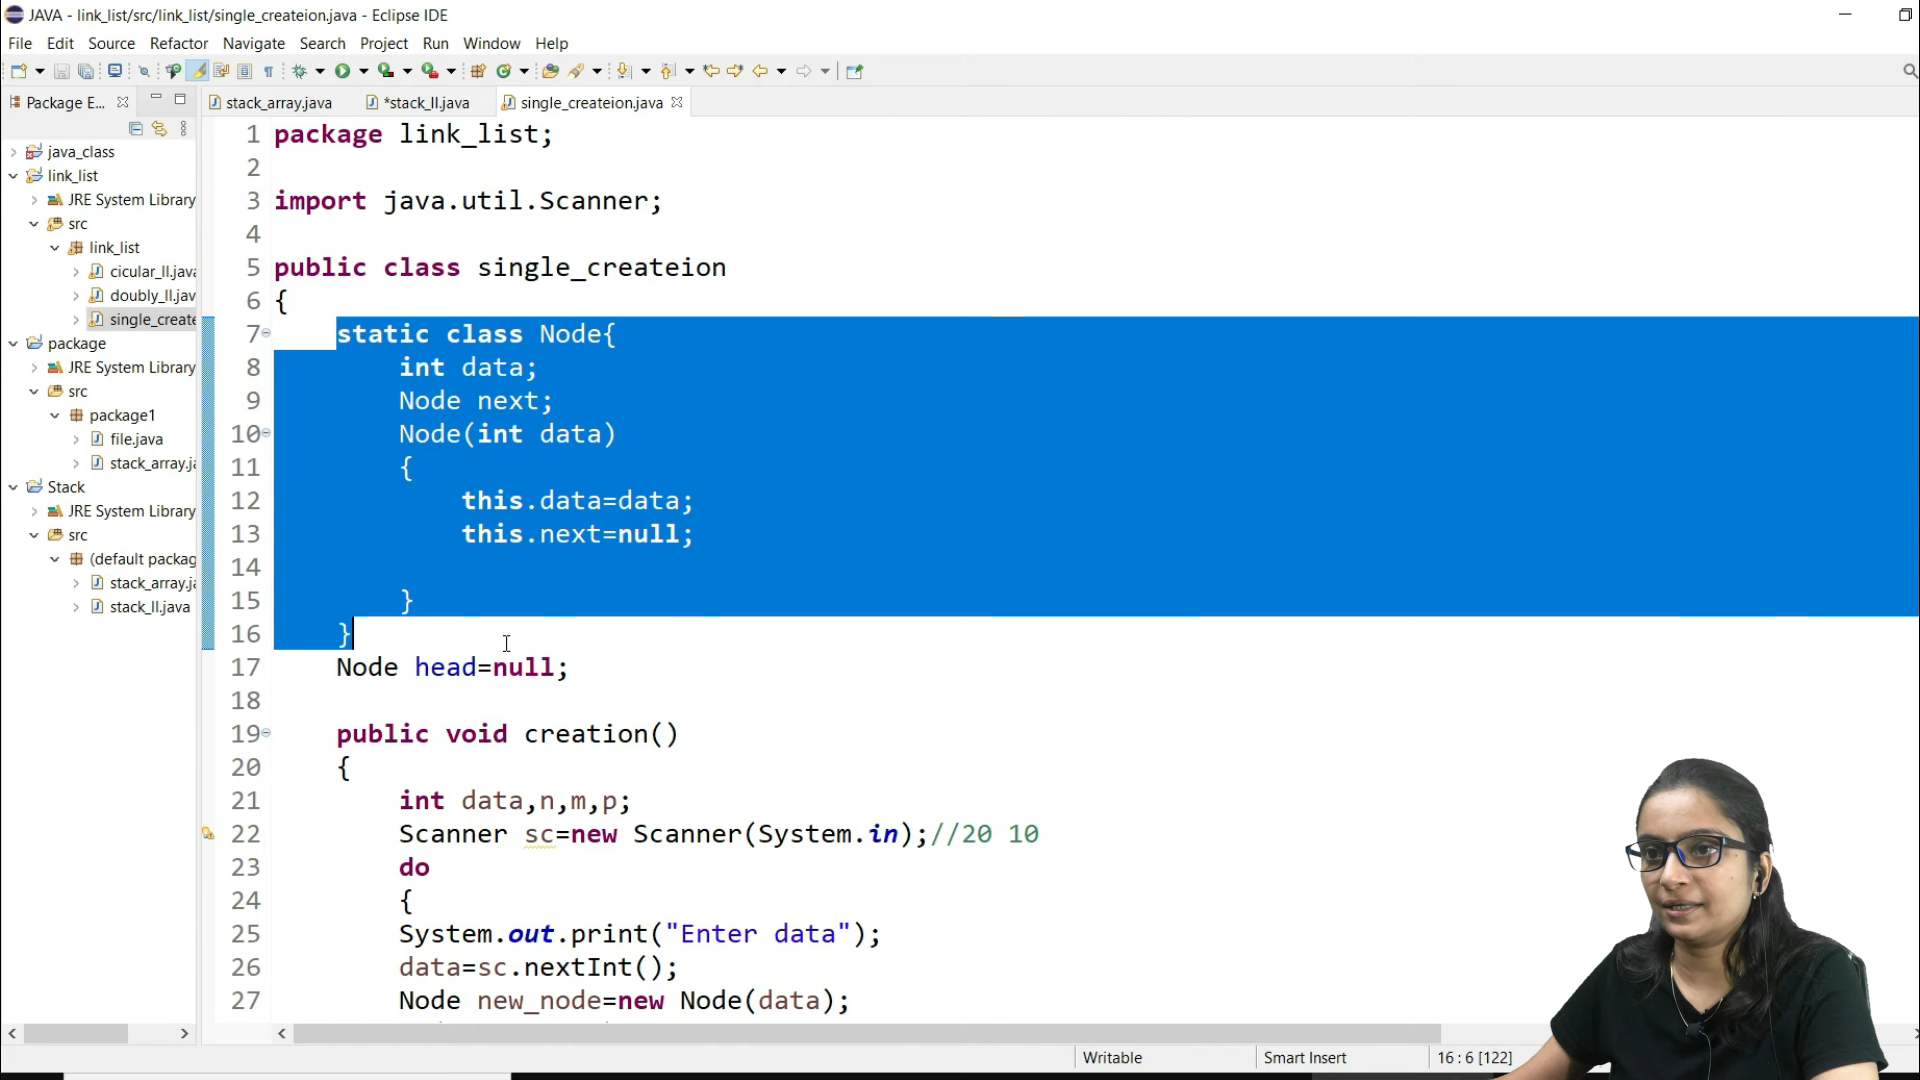 JAVA - link_list/src/link_list/single_createion.java - Eclipse IDE
File Edit Source Refactor Navigate Search Project Run Window Help
Package E...
stack_array.java
*stack_ll.java
single_createion.java
java_class
link_list
JRE System Library
src
link_list
cicular_ll.java
doubly_ll.jav
single_create
package
JRE System Library
src
package1
file.java
stack_array.ja
Stack
JRE System Library
src
(default packag
stack_array.ja
stack_ll.java
1 package link_list;
2
3 import java.util.Scanner;
4
5 public class single_createion
6 {
7 static class Node{
8 int data;
9 Node next;
10 Node(int data)
11 {
12 this.data=data;
13 this.next=null;
14
15 }
16 }
17 Node head=null;
18
19 public void creation()
20 {
21 int data,n,m,p;
22 Scanner sc=new Scanner(System.in);//20 10
23 do
24 {
25 System.out.print("Enter data");
26 data=sc.nextInt();
27 Node new_node=new Node(data);
Writable Smart Insert 16 : 6 [122]